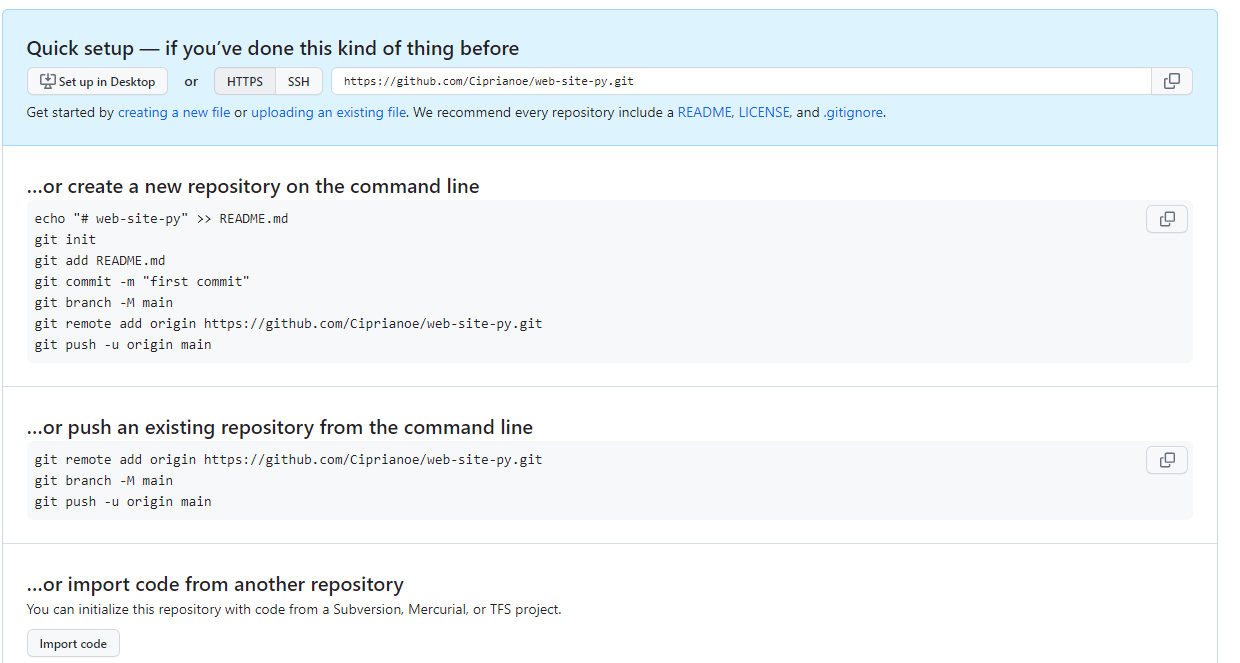 Quick setup — if you’ve done this kind of thing before
Set up in Desktop or HTTPS SSH https://github.com/Ciprianoe/web-site-py.git
Get started by creating a new file or uploading an existing file. We recommend every repository include a README, LICENSE, and .gitignore.
…or create a new repository on the command line
echo "# web-site-py" >> README.md
git init
git add README.md
git commit -m "first commit"
git branch -M main
git remote add origin https://github.com/Ciprianoe/web-site-py.git
git push -u origin main
…or push an existing repository from the command line
git remote add origin https://github.com/Ciprianoe/web-site-py.git
git branch -M main
git push -u origin main
…or import code from another repository
You can initialize this repository with code from a Subversion, Mercurial, or TFS project.
Import code